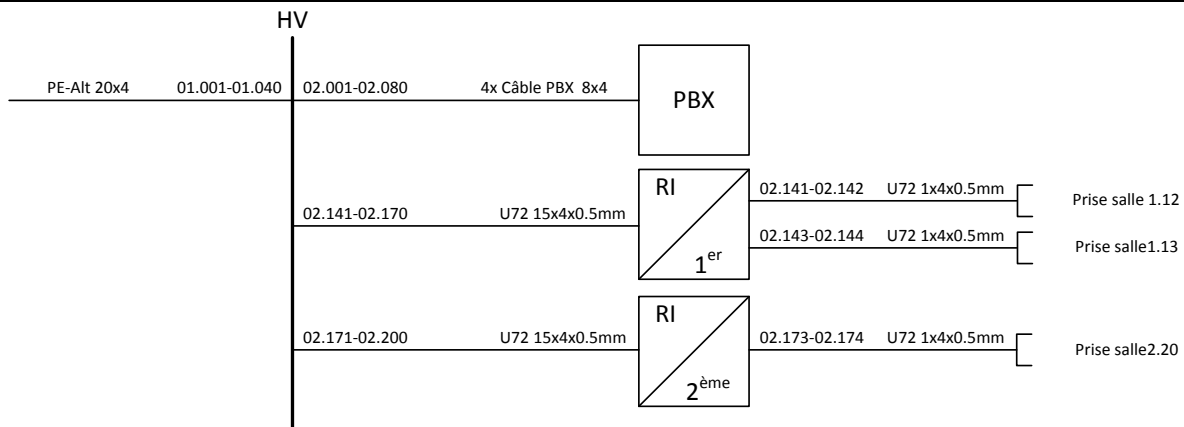 HV
PE-Alt 20x4 01.001-01.040 02.001-02.080 4x Câble PBX 8x4
PBX
RI
1er
02.141-02.170 U72 15x4x0.5mm
02.141-02.142 U72 1x4x0.5mm Prise salle 1.12
02.143-02.144 U72 1x4x0.5mm Prise salle1.13
RI
2ème
02.171-02.200 U72 15x4x0.5mm
02.173-02.174 U72 1x4x0.5mm Prise salle2.20